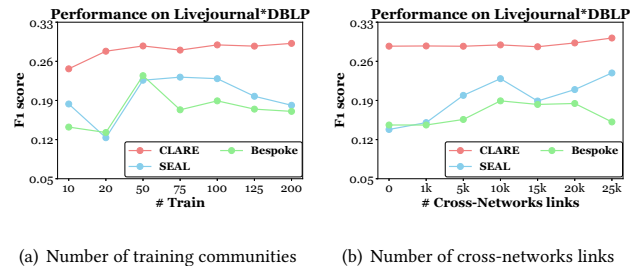 Performance on Livejournal*DBLP
0.33
0.26
0.19
0.12
0.05
F1 score
CLARE
SEAL
Bespoke
10 20 50 75 100 125 200
# Train
(a) Number of training communities
Performance on Livejournal*DBLP
0.33
0.26
0.19
0.12
0.05
F1 score
CLARE
SEAL
Bespoke
0 1k 5k 10k 15k 20k 25k
# Cross-Networks links
(b) Number of cross-networks links